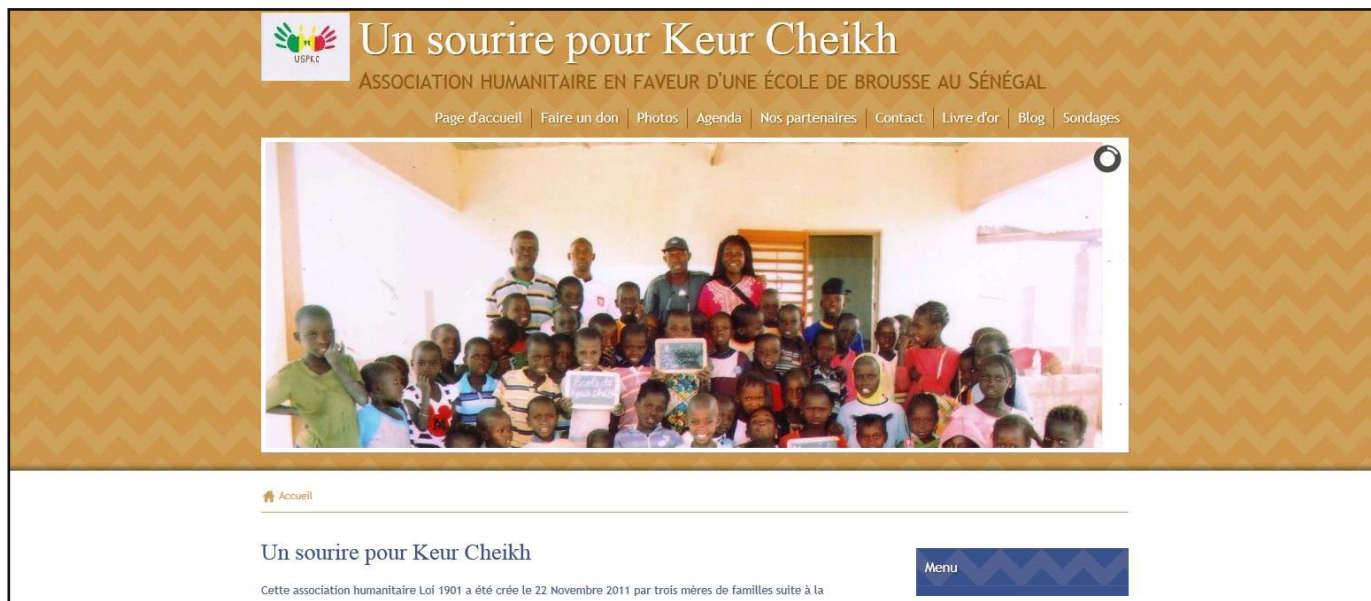 USPKC
Un sourire pour Keur Cheikh
Association humanitaire en faveur d'une école de brousse au Sénégal
Page d'accueil
Faire un don
Photos
Agenda
Nos partenaires
Contact
Livre d'or
Blog
Sondages
Ecole de
Accueil
Un sourire pour Keur Cheikh
Menu
Cette association humanitaire Loi 1901 a été crée le 22 Novembre 2011 par trois mères de familles suite à la